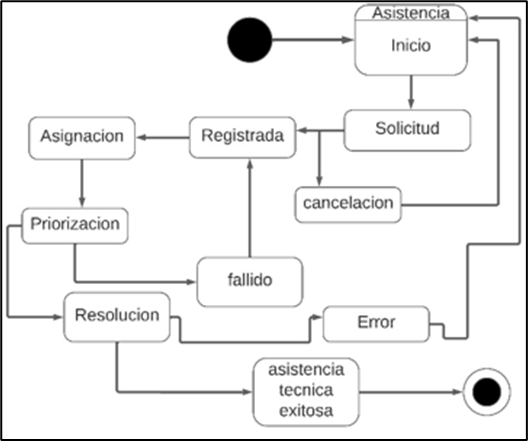 Asistencia
Inicio
Solicitud
Registrada
Asignacion
cancelacion
Priorizacion
fallido
Resolucion
Error
asistencia
tecnica
exitosa